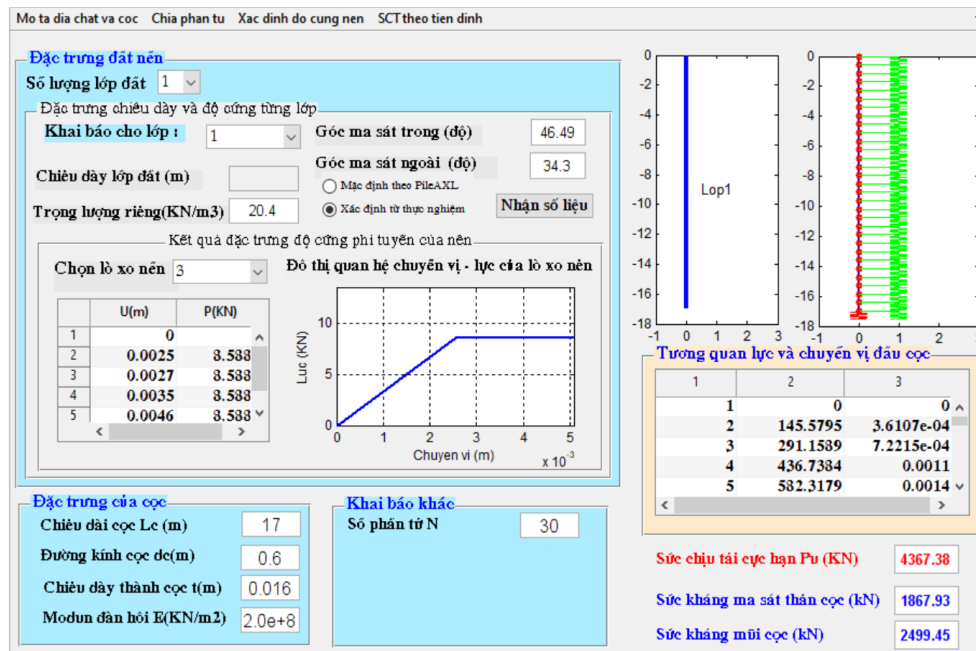 Mo ta dia chat va coc Chia phan tu Xac dinh do cung nen SCT theo tien dinh
Đặc trưng đất nền
Số lượng lớp đất 1
Đặc trưng chiều dày và độ cứng từng lớp
Khai báo cho lớp : 1
Góc ma sát trong (độ) 46.49
Góc ma sát ngoài (độ) 34.3
Chiều dày lớp đất (m)
Mặc định theo PileAXL
Trọng lượng riêng(KN/m3) 20.4
Xác định từ thực nghiệm
Nhận số liệu
Kết quả đặc trưng độ cứng phi tuyến của nền
Chọn lò xo nền 3
Đồ thị quan hệ chuyển vị - lực của lò xo nền
U(m) P(KN)
1 0
2 0.0025 8.588
3 0.0027 8.588
4 0.0035 8.588
5 0.0046 8.588
Luc (KN)
10
5
0
0 1 2 3 4 5
Chuyen vi (m) x 10-3
0
-2
-4
-6
-8
-10
-12
-14
-16
-18
-1 0 1 2 3
Lop1
0
-2
-4
-6
-8
-10
-12
-14
-16
-18
-1 0 1 2 3
Tương quan lực và chuyển vị đầu cọc
1 2 3
1 0 0
2 145.5795 3.6107e-04
3 291.1589 7.2215e-04
4 436.7384 0.0011
5 582.3179 0.0014
Đặc trưng của cọc
Chiều dài cọc Lc (m) 17
Đường kính cọc dc(m) 0.6
Chiều dày thành cọc t(m) 0.016
Modun đàn hồi E(KN/m2) 2.0e+8
Khai báo khác
Số phần tử N 30
Sức chịu tải cực hạn Pu (KN) 4367.38
Sức kháng ma sát thân cọc (kN) 1867.93
Sức kháng mũi cọc (kN) 2499.45